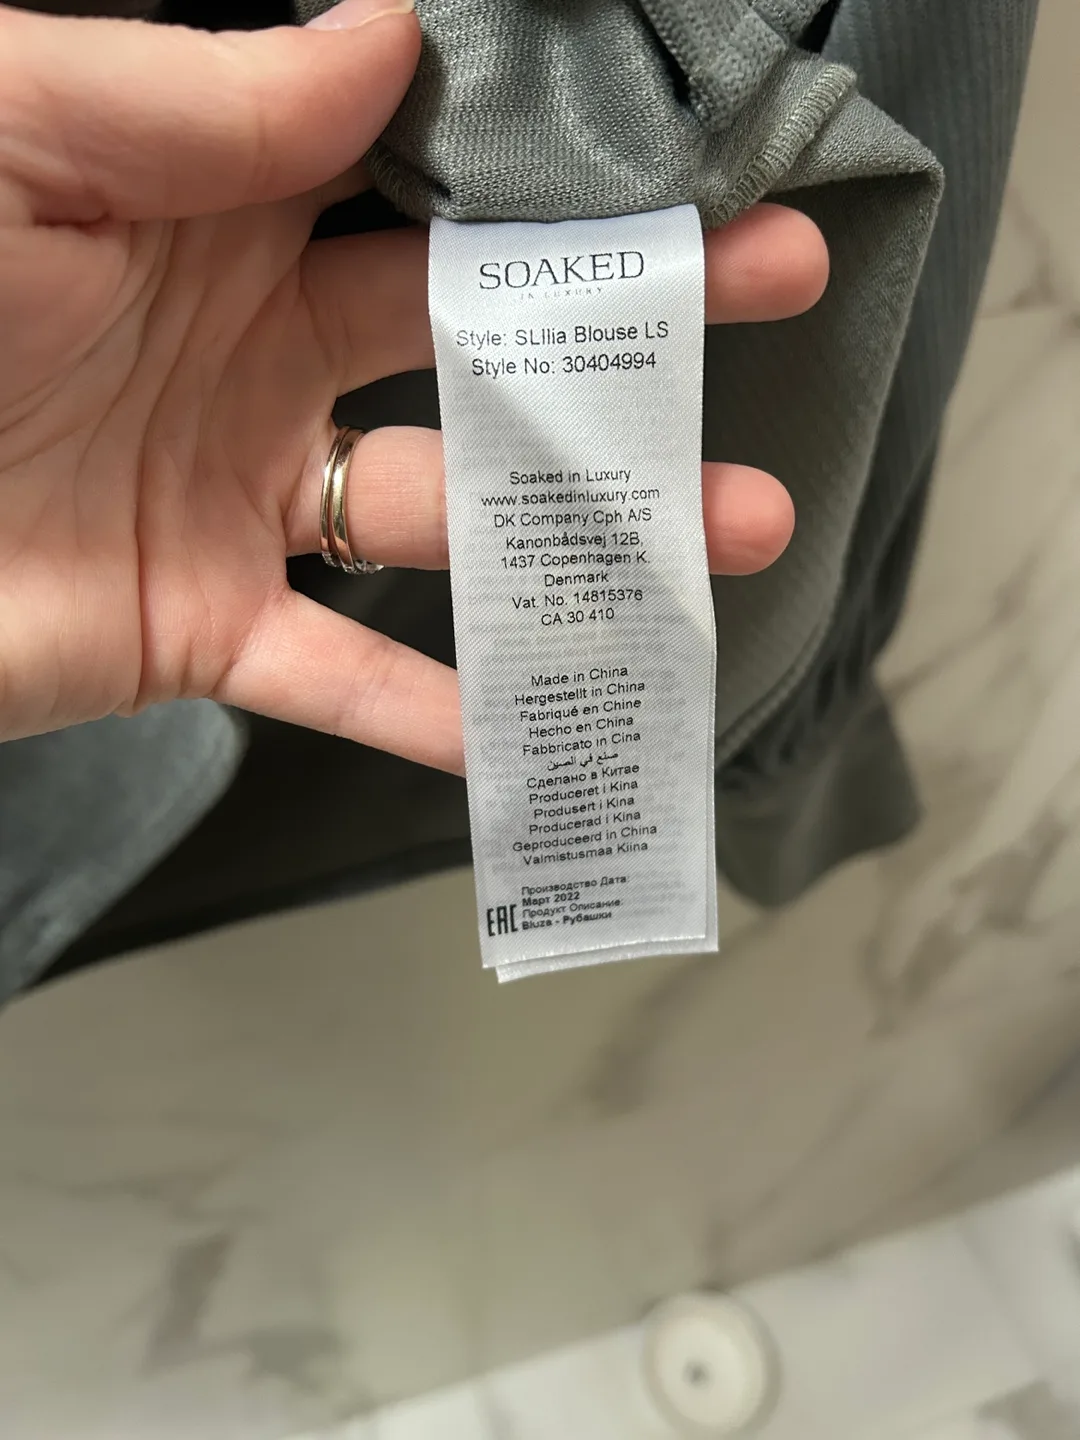 SOAKED
IN LUXURY
Style: SLIlia Blouse LS
Style No: 30404994
Soaked in Luxury
www.soakedinluxury.com
DK Company Cph A/S
Kanonbådsvej 12B,
1437 Copenhagen K.
Denmark
Vat. No. 14815376
CA 30 410
Made in China
Hergestellt in China
Fabriqué en Chine
Hecho en China
Fabbricato in Cina
صنع في الصين
Сделано в Китае
Produceret i Kina
Produsert i Kina
Producerad i Kina
Geproduceerd in China
Valmistusmaa Kiina
Производство Дата:
Март 2022
Продукт Описание:
Bluza - Рубашки
EAC